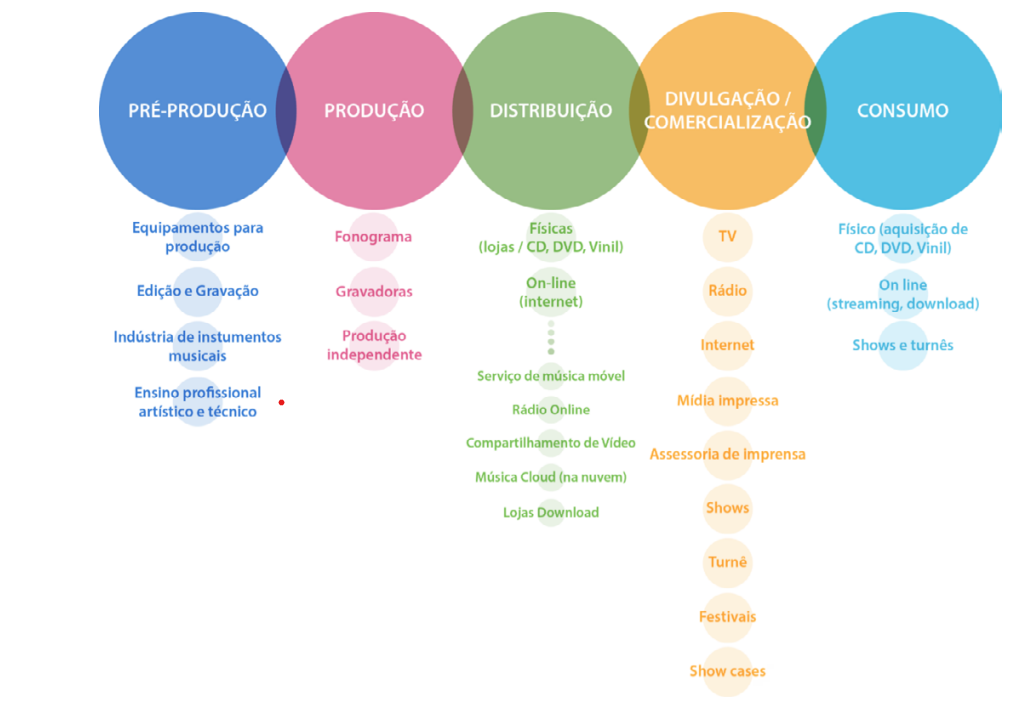 PRÉ-PRODUÇÃO
PRODUÇÃO
DISTRIBUIÇÃO
DIVULGAÇÃO /
COMERCIALIZAÇÃO
CONSUMO
Equipamentos para
produção
Edição e Gravação
Indústria de instumentos
musicais
Ensino profissional
artístico e técnico
Fonograma
Gravadoras
Produção
independente
Físicas
(lojas / CD, DVD, Vinil)
On-line
(internet)
Serviço de música móvel
Rádio Online
Compartilhamento de Vídeo
Música Cloud (na nuvem)
Lojas Download
TV
Rádio
Internet
Mídia impressa
Assessoria de imprensa
Shows
Turnê
Festivais
Show cases
Físico (aquisição de
CD, DVD, Vinil)
On line
(streaming, download)
Shows e turnês